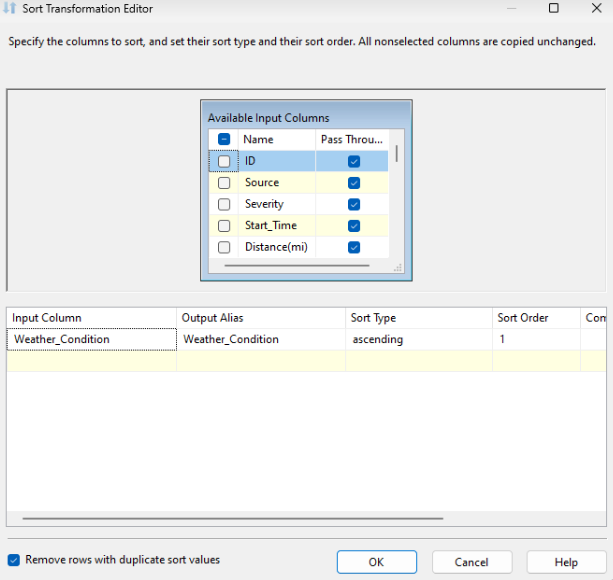 Sort Transformation Editor
Specify the columns to sort, and set their sort type and their sort order. All nonselected columns are copied unchanged.
Available Input Columns
Name Pass Throu...
ID
Source
Severity
Start_Time
Distance(mi)
Input Column Output Alias Sort Type Sort Order Com
Weather_Condition Weather_Condition ascending 1
Remove rows with duplicate sort values OK Cancel Help